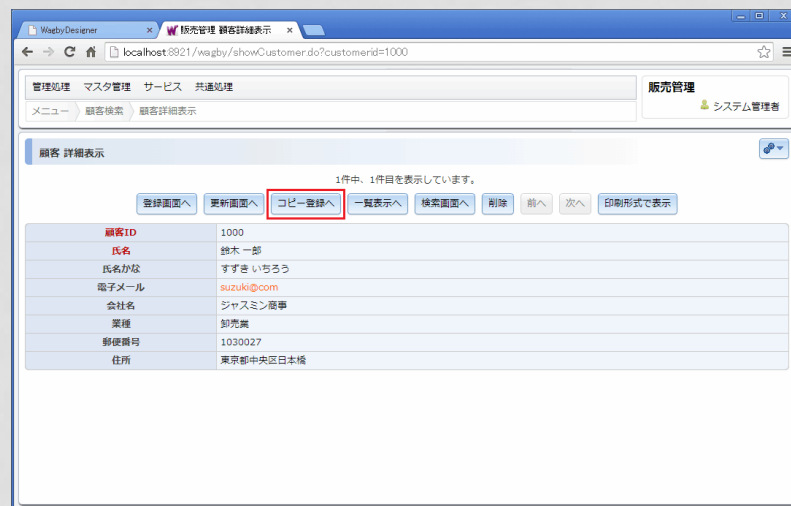 WagbyDesigner × 販売管理 顧客詳細表示 ×
localhost:8921/wagby/showCustomer.do?customerid=1000
管理処理 マスタ管理 サービス 共通処理 販売管理
メニュー 顧客検索 顧客詳細表示 システム管理者
顧客 詳細表示
1件中、1件目を表示しています。
登録画面へ 更新画面へ コピー登録へ 一覧表示へ 検索画面へ 削除 前へ 次へ 印刷形式で表示
顧客ID 1000
氏名 鈴木 一郎
氏名かな すずき いちろう
電子メール suzuki@com
会社名 ジャスミン商事
業種 卸売業
郵便番号 1030027
住所 東京都中央区日本橋